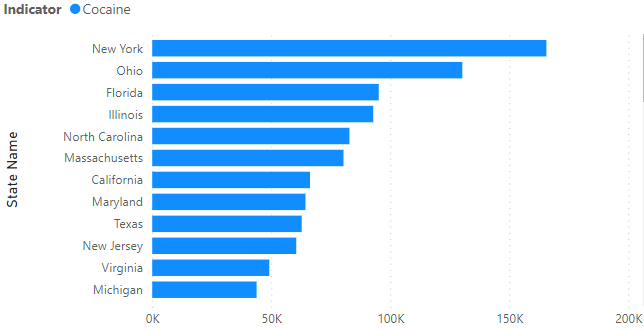 Indicator Cocaine
State Name
New York
Ohio
Florida
Illinois
North Carolina
Massachusetts
California
Maryland
Texas
New Jersey
Virginia
Michigan
0K 50K 100K 150K 200K